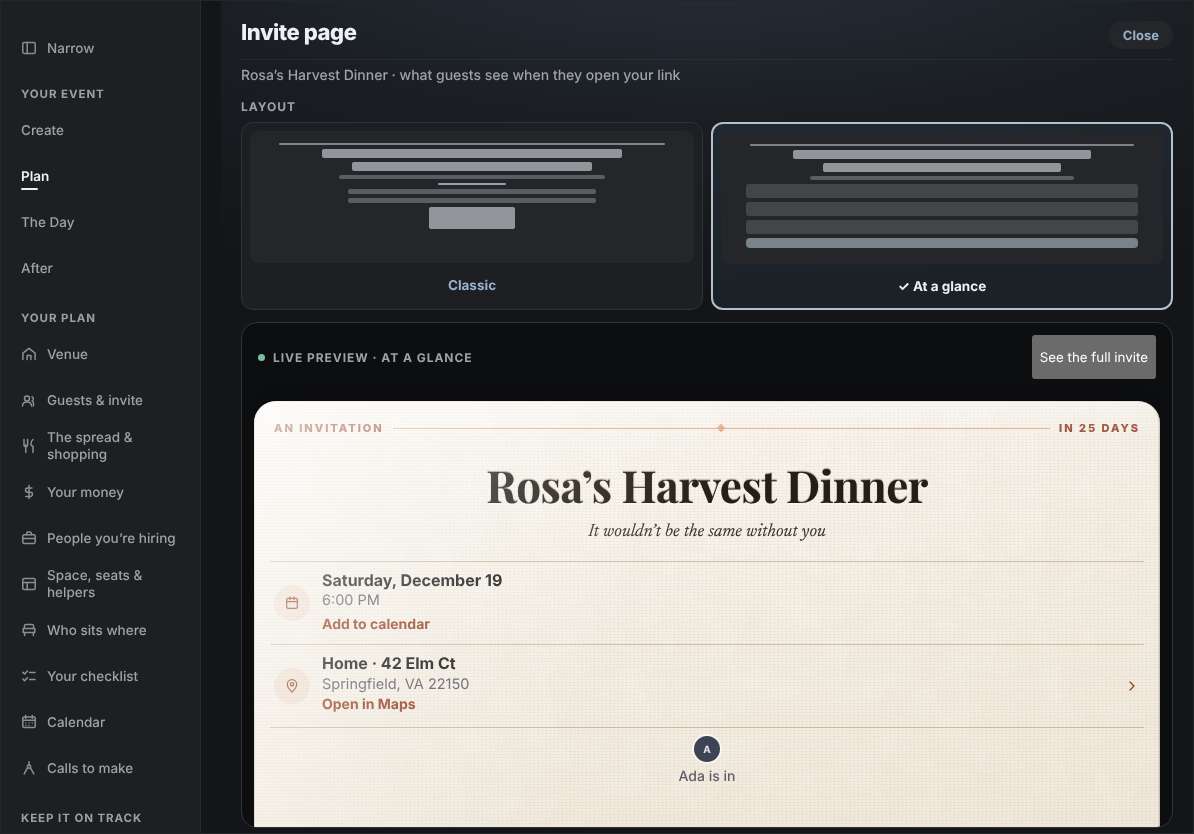 Narrow
YOUR EVENT
Create
Plan
The Day
After
YOUR PLAN
Venue
Guests & invite
The spread &
shopping
Your money
People you’re hiring
Space, seats &
helpers
Who sits where
Your checklist
Calendar
Calls to make
KEEP IT ON TRACK
Invite page
Close
Rosa’s Harvest Dinner · what guests see when they open your link
LAYOUT
Classic
✓ At a glance
LIVE PREVIEW · AT A GLANCE
See the full invite
AN INVITATION
IN 25 DAYS
Rosa’s Harvest Dinner
It wouldn’t be the same without you
Saturday, December 19
6:00 PM
Add to calendar
Home · 42 Elm Ct
Springfield, VA 22150
Open in Maps
A
Ada is in